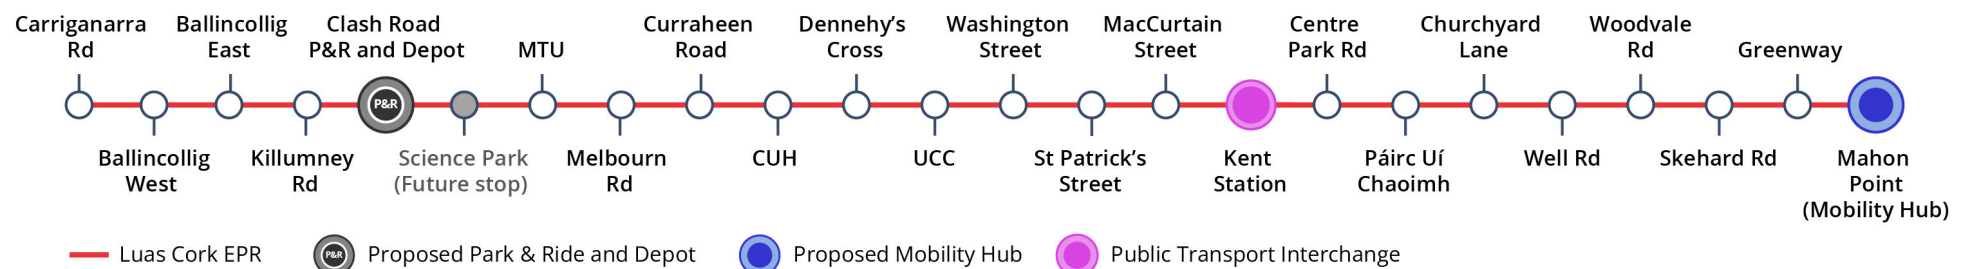 Carriganarra
Rd
Ballincollig
East
Clash Road
P&R and Depot
MTU
Curraheen
Road
Dennehy's
Cross
Washington
Street
MacCurtain
Street
Centre
Park Rd
Churchyard
Lane
Woodvale
Rd
Greenway
P&R
Ballincollig
West
Killumney
Rd
Science Park
(Future stop)
Melbourn
Rd
CUH
UCC
St Patrick's
Street
Kent
Station
Páirc Uí
Chaoimh
Well Rd
Skehard Rd
Mahon
Point
(Mobility Hub)
Luas Cork EPR
P&R
Proposed Park & Ride and Depot
Proposed Mobility Hub
Public Transport Interchange